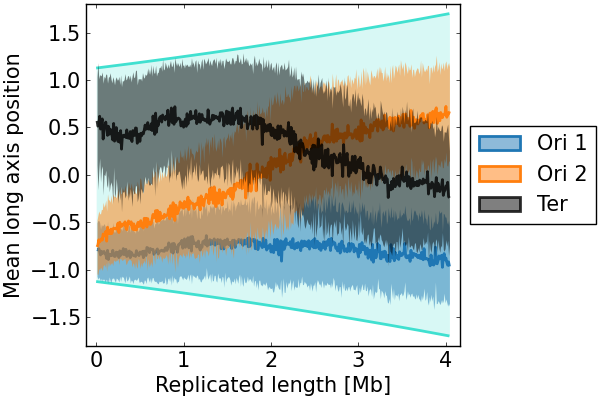 1.5
1.0
0.5
0.0
−0.5
−1.0
−1.5
Mean long axis position
0 1 2 3 4
Replicated length [Mb]
Ori 1
Ori 2
Ter